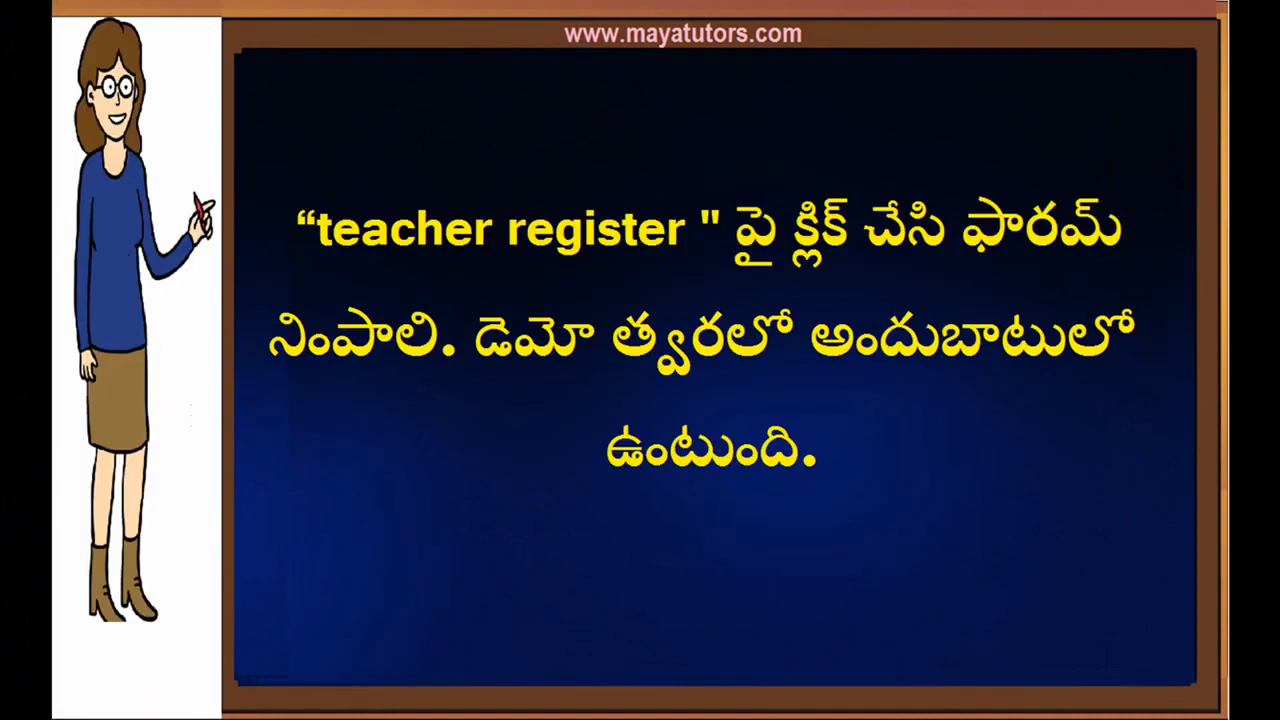 www.mayatutors.com
“teacher register " పై క్లిక్ చేసి ఫారమ్
నింపాలి. డెమో త్వరలో అందుబాటులో
ఉంటుంది.